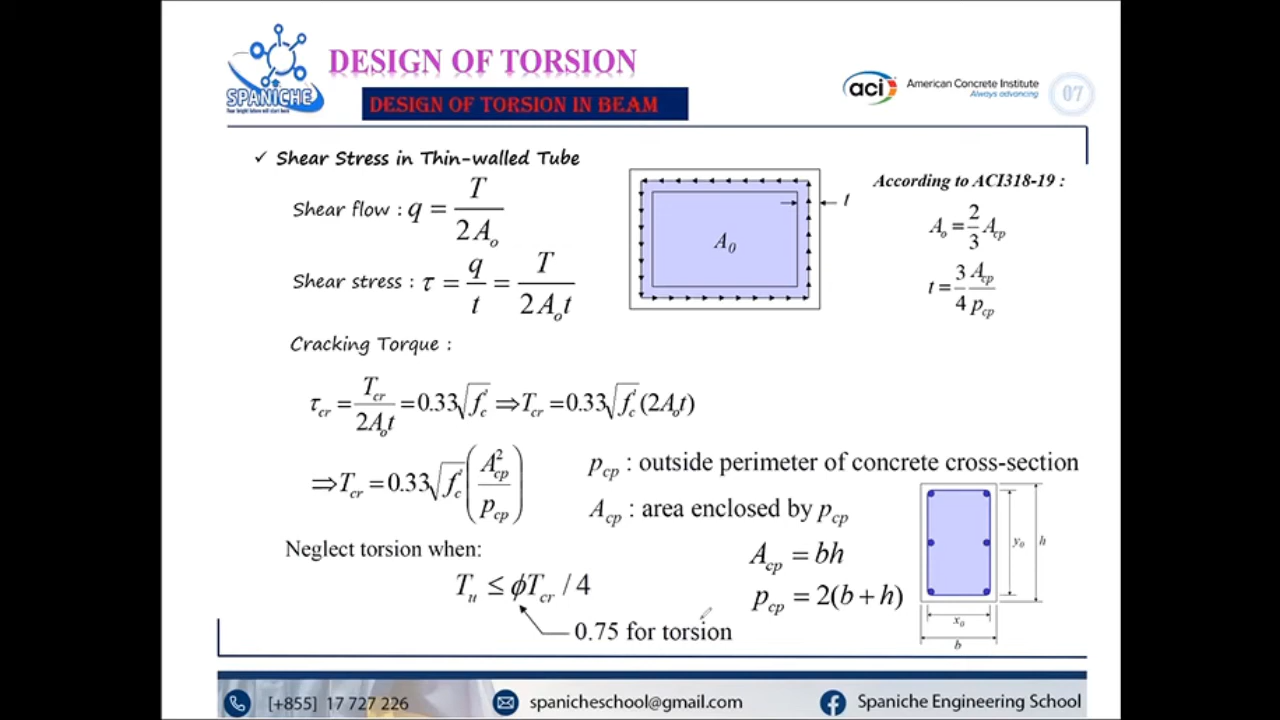 DESIGN OF TORSION
SPANICHE
DESIGN OF TORSION IN BEAM
aci American Concrete Institute
Always advancing
07
✓ Shear Stress in Thin-walled Tube
Shear flow : q = T / 2A_o
Shear stress : τ = q / t = T / 2A_o t
A_0
t
According to ACI318-19 :
A_o = 2/3 A_cp
t = 3/4 A_cp / p_cp
Cracking Torque :
τ_cr = T_cr / 2A_o t = 0.33√f'_c ⇒ T_cr = 0.33√f'_c (2A_o t)
⇒ T_cr = 0.33√f'_c (A²_cp / p_cp)
p_cp : outside perimeter of concrete cross-section
A_cp : area enclosed by p_cp
Neglect torsion when:
T_u ≤ ϕT_cr / 4
0.75 for torsion
A_cp = bh
p_cp = 2(b + h)
y_0
h
x_0
b
[+855] 17 727 226
spanicheschool@gmail.com
Spaniche Engineering School